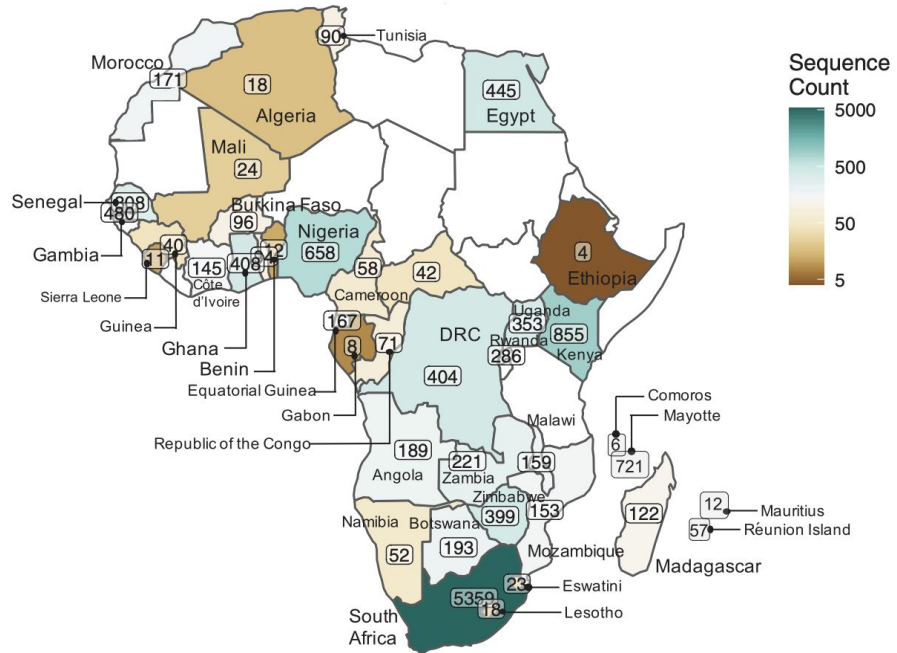 90
Tunisia
Morocco
171
18
Algeria
445
Egypt
Sequence
Count
5000
500
50
5
Mali
24
Senegal
480
Burkina Faso
96
Nigeria
658
Gambia
40
11
145
408
12
58
42
4
Ethiopia
Sierra Leone
Côte
d'Ivoire
Cameroon
Guinea
167
8
71
DRC
Uganda
353
855
Rwanda
286
Kenya
Ghana
Benin
Equatorial Guinea
404
Gabon
Republic of the Congo
Malawi
Comoros
Mayotte
6
721
189
Angola
221
Zambia
159
Zimbabwe
399
153
122
12
Mauritius
57
Réunion Island
Namibia
52
Botswana
193
Mozambique
Madagascar
23
Eswatini
5359
18
Lesotho
South
Africa